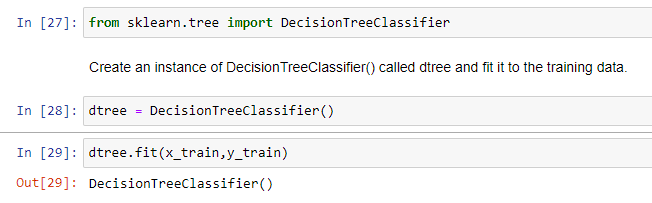 In [27]: from sklearn.tree import DecisionTreeClassifier
Create an instance of DecisionTreeClassifier() called dtree and fit it to the training data.
In [28]: dtree = DecisionTreeClassifier()
In [29]: dtree.fit(x_train,y_train)
Out[29]: DecisionTreeClassifier()